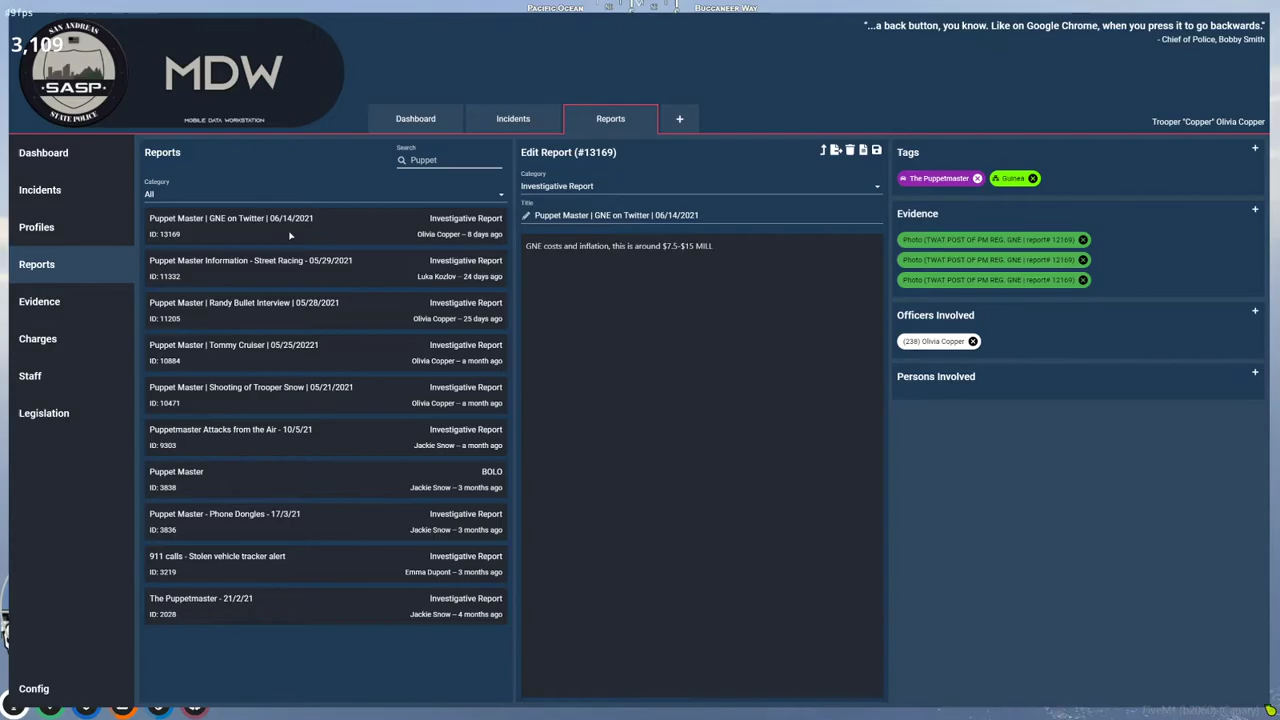 99fps
3,109
PACIFIC OCEAN
BUCCANEER WAY
SAN ANDREAS
SASP
STATE POLICE
MDW
MOBILE DATA WORKSTATION
"...a back button, you know. Like on Google Chrome, when you press it to go backwards."
- Chief of Police, Bobby Smith
Dashboard
Incidents
Reports
+
Trooper "Copper" Olivia Copper
Dashboard
Incidents
Profiles
Reports
Evidence
Charges
Staff
Legislation
Config
Reports
Search
Puppet
Category
All
Puppet Master | GNE on Twitter | 06/14/2021 Investigative Report
ID: 13169 Olivia Copper – 8 days ago
Puppet Master Information - Street Racing - 05/29/2021 Investigative Report
ID: 11332 Luka Kozlov – 24 days ago
Puppet Master | Randy Bullet Interview | 05/28/2021 Investigative Report
ID: 11205 Olivia Copper – 25 days ago
Puppet Master | Tommy Cruiser | 05/25/20221 Investigative Report
ID: 10884 Olivia Copper – a month ago
Puppet Master | Shooting of Trooper Snow | 05/21/2021 Investigative Report
ID: 10471 Olivia Copper – a month ago
Puppetmaster Attacks from the Air - 10/5/21 Investigative Report
ID: 9303 Jackie Snow – a month ago
Puppet Master BOLO
ID: 3838 Jackie Snow – 3 months ago
Puppet Master - Phone Dongles - 17/3/21 Investigative Report
ID: 3836 Jackie Snow – 3 months ago
911 calls - Stolen vehicle tracker alert Investigative Report
ID: 3219 Emma Dupont – 3 months ago
The Puppetmaster - 21/2/21 Investigative Report
ID: 2028 Jackie Snow – 4 months ago
Edit Report (#13169)
Category
Investigative Report
Title
Puppet Master | GNE on Twitter | 06/14/2021
GNE costs and inflation, this is around $7.5-$15 MILL
Tags +
The Puppetmaster
Guinea
Evidence +
Photo (TWAT POST OF PM REG. GNE | report# 12169)
Photo (TWAT POST OF PM REG. GNE | report# 12169)
Photo (TWAT POST OF PM REG. GNE | report# 12169)
Officers Involved +
(238) Olivia Copper
Persons Involved +